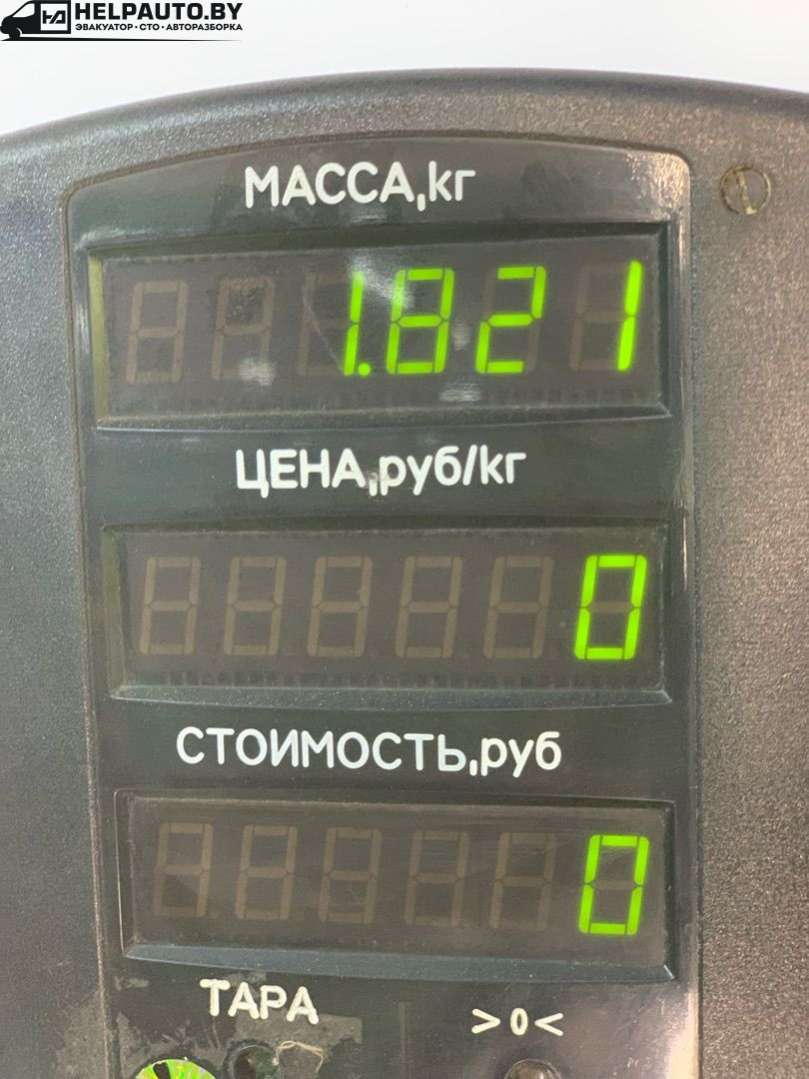 HELPAUTO.BY
ЭВАКУАТОР • СТО • АВТОРАЗБОРКА
МАССА,кг
1.821
ЦЕНА,руб/кг
0
СТОИМОСТЬ,руб
0
ТАРА >0<